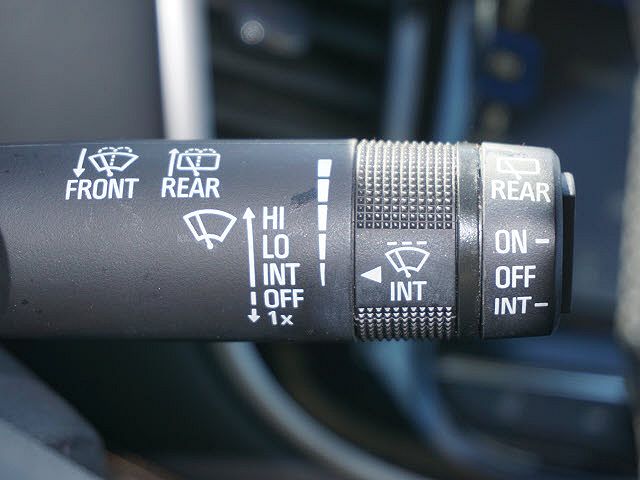 FRONT
REAR
HI
LO
INT
OFF
1x
INT
REAR
ON
OFF
INT